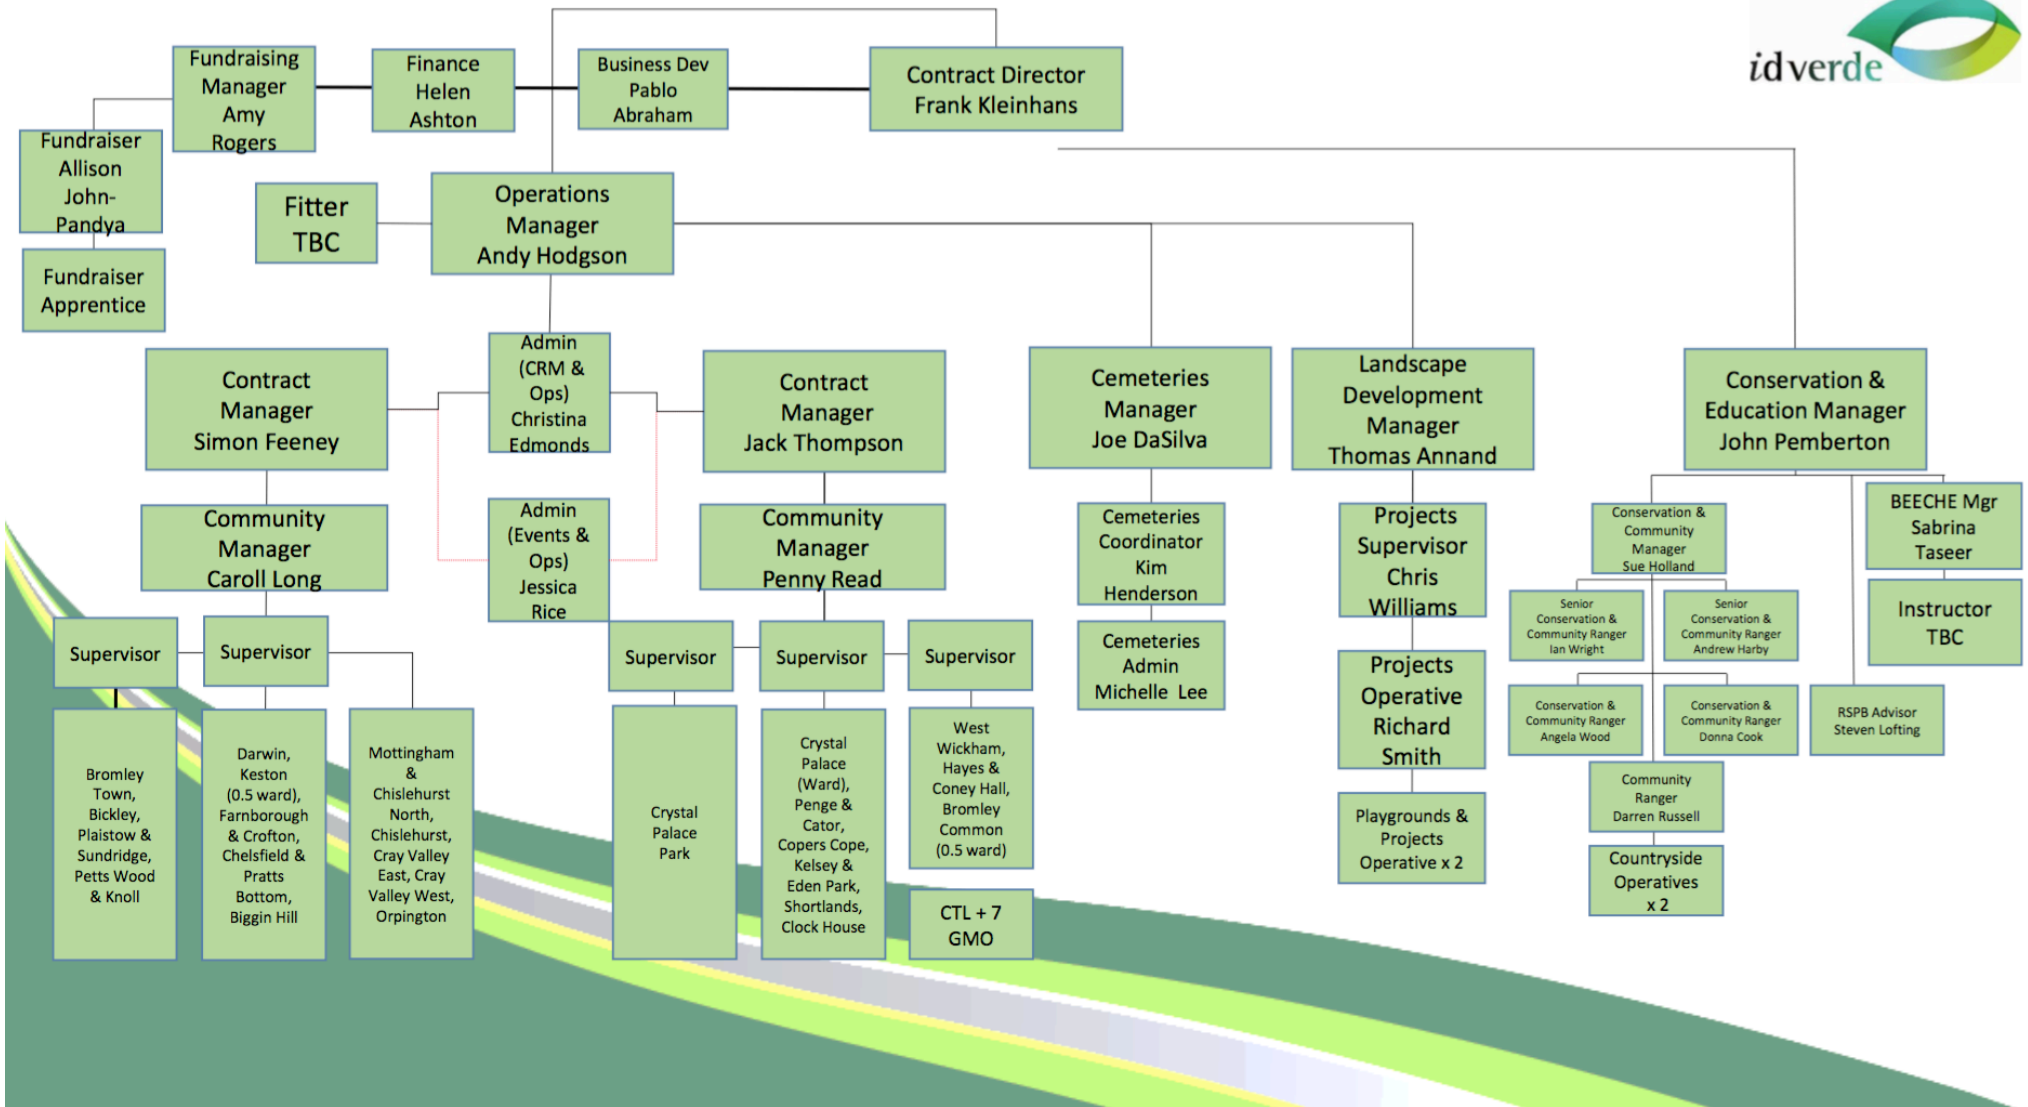 idverde
Fundraising
Manager
Amy
Rogers
Finance
Helen
Ashton
Business Dev
Pablo
Abraham
Contract Director
Frank Kleinhans
Fundraiser
Allison
John-
Pandya
Fundraiser
Apprentice
Fitter
TBC
Operations
Manager
Andy Hodgson
Contract
Manager
Simon Feeney
Admin
(CRM &
Ops)
Christina
Edmonds
Contract
Manager
Jack Thompson
Cemeteries
Manager
Joe DaSilva
Landscape
Development
Manager
Thomas Annand
Conservation &
Education Manager
John Pemberton
Community
Manager
Caroll Long
Admin
(Events &
Ops)
Jessica
Rice
Community
Manager
Penny Read
Cemeteries
Coordinator
Kim
Henderson
Cemeteries
Admin
Michelle Lee
Projects
Supervisor
Chris
Williams
Projects
Operative
Richard
Smith
Playgrounds &
Projects
Operative x 2
Conservation &
Community
Manager
Sue Holland
BEECHE Mgr
Sabrina
Taseer
Instructor
TBC
Senior
Conservation &
Community Ranger
Ian Wright
Senior
Conservation &
Community Ranger
Andrew Harby
Conservation &
Community Ranger
Angela Wood
Conservation &
Community Ranger
Donna Cook
RSPB Advisor
Steven Lofting
Community
Ranger
Darren Russell
Countryside
Operatives
x 2
Supervisor
Supervisor
Supervisor
Supervisor
Supervisor
Bromley
Town,
Bickley,
Plaistow &
Sundridge,
Petts Wood
& Knoll
Darwin,
Keston
(0.5 ward),
Farnborough
& Crofton,
Chelsfield &
Pratts
Bottom,
Biggin Hill
Mottingham
&
Chislehurst
North,
Chislehurst,
Cray Valley
East, Cray
Valley West,
Orpington
Crystal
Palace
Park
Crystal
Palace
(Ward),
Penge &
Cator,
Copers Cope,
Kelsey &
Eden Park,
Shortlands,
Clock House
West
Wickham,
Hayes &
Coney Hall,
Bromley
Common
(0.5 ward)
CTL + 7
GMO